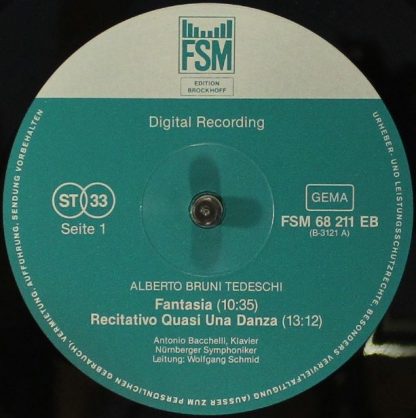 FSM
EDITION
BROCKHOFF
Digital Recording
ST 33
Seite 1
GEMA
FSM 68 211 EB
(B-3121 A)
ALBERTO BRUNI TEDESCHI
Fantasia (10:35)
Recitativo Quasi Una Danza (13:12)
Antonio Bacchelli, Klavier
Nürnberger Symphoniker
Leitung: Wolfgang Schmid
URHEBER- UND LEISTUNGSSCHUTZRECHTE BESONDERS VERVIELFÄLTIGUNG (AUSSER ZUM PERSÖNLICHEN GEBRAUCH), VERMIETUNG, AUFFÜHRUNG, SENDUNG VORBEHALTEN